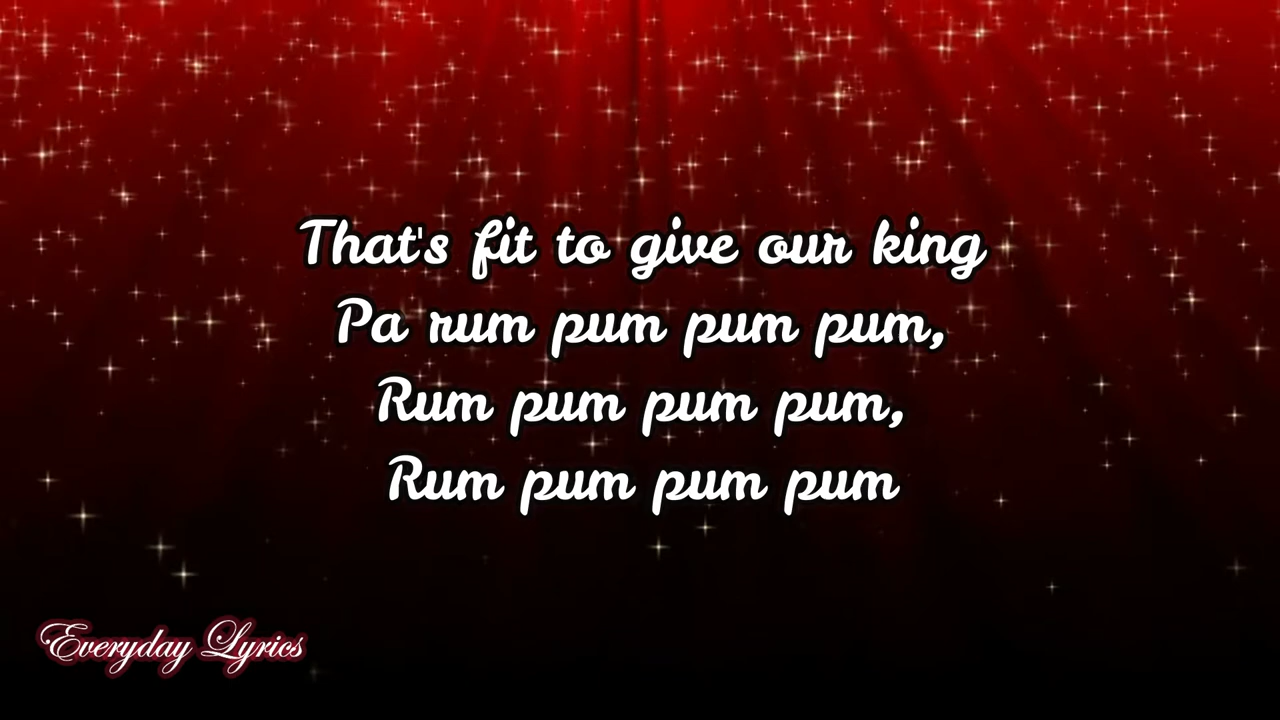 That's fit to give our king
Pa rum pum pum pum,
Rum pum pum pum,
Rum pum pum pum
Everyday Lyrics